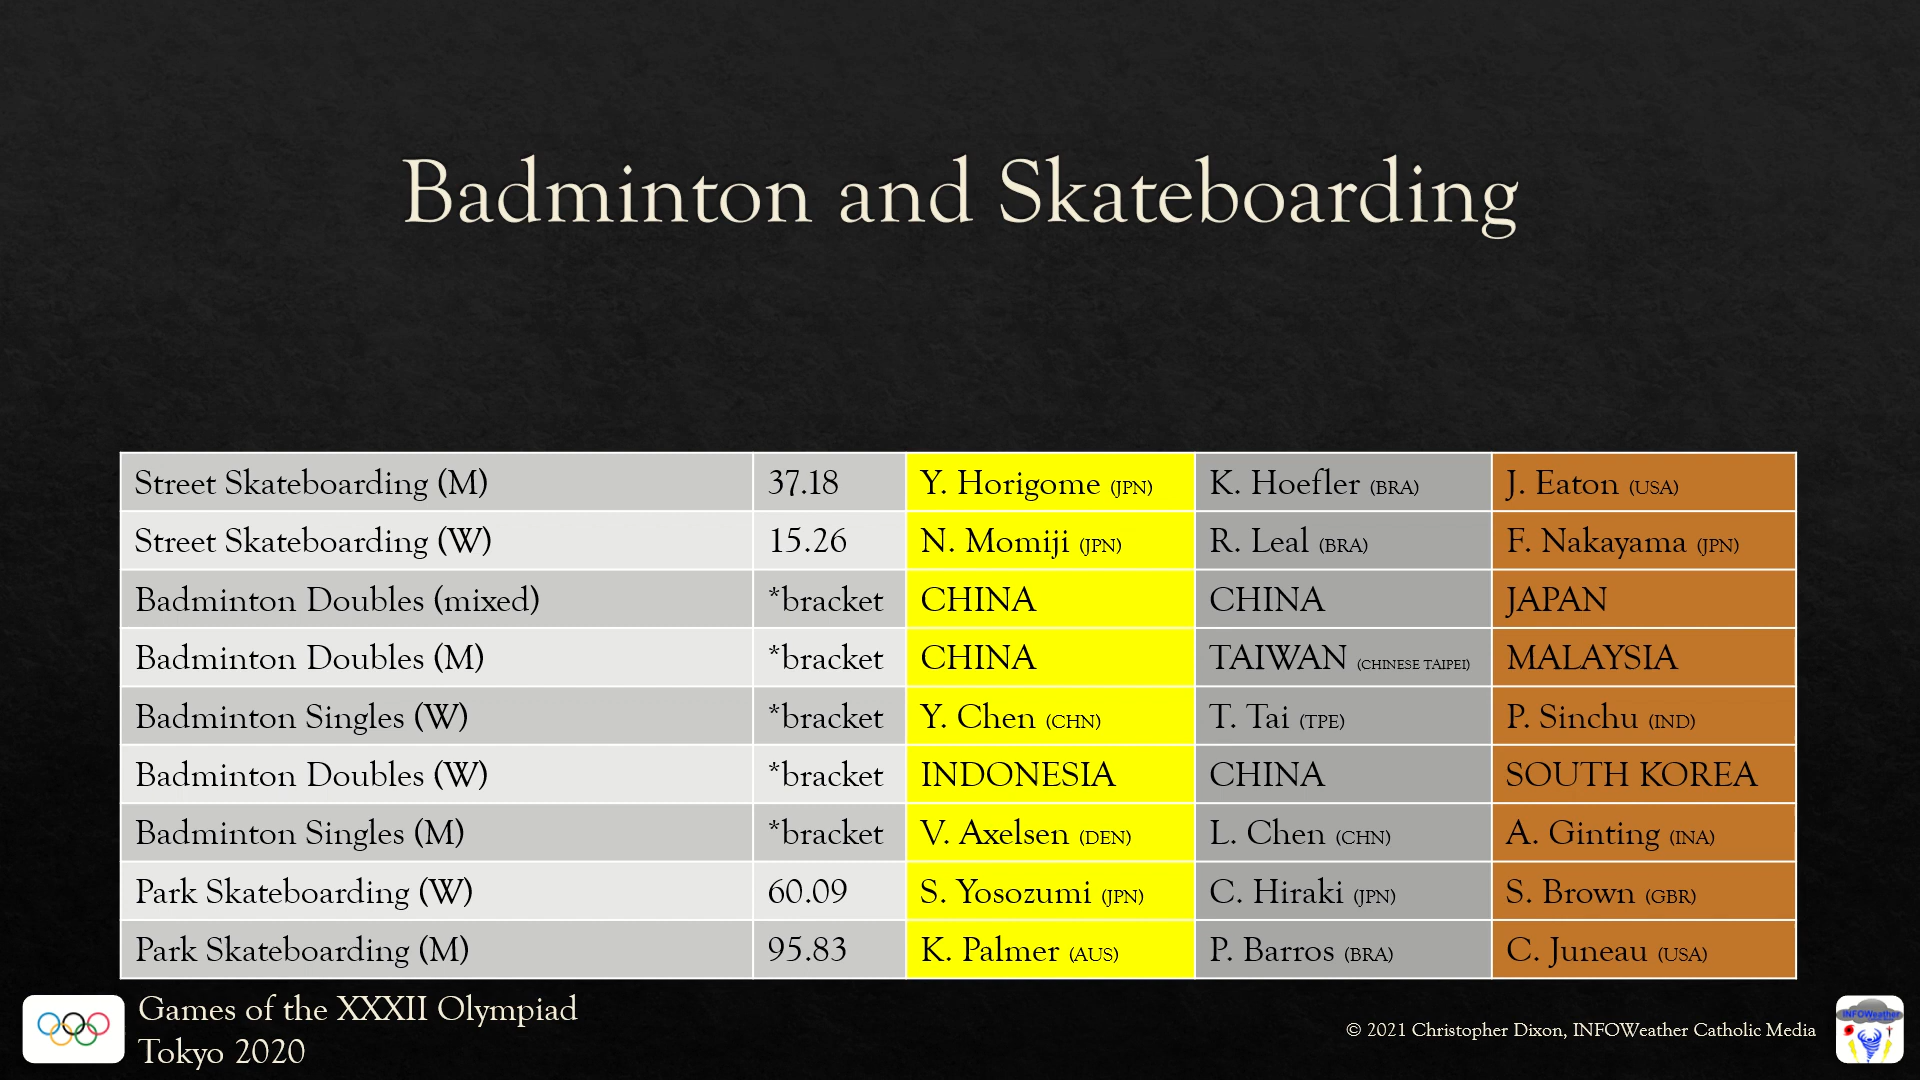 Badminton and Skateboarding
Street Skateboarding (M) 37.18 Y. Horigome (JPN) K. Hoefler (BRA) J. Eaton (USA)
Street Skateboarding (W) 15.26 N. Momiji (JPN) R. Leal (BRA) F. Nakayama (JPN)
Badminton Doubles (mixed) *bracket CHINA CHINA JAPAN
Badminton Doubles (M) *bracket CHINA TAIWAN (CHINESE TAIPEI) MALAYSIA
Badminton Singles (W) *bracket Y. Chen (CHN) T. Tai (TPE) P. Sinchu (IND)
Badminton Doubles (W) *bracket INDONESIA CHINA SOUTH KOREA
Badminton Singles (M) *bracket V. Axelsen (DEN) L. Chen (CHN) A. Ginting (INA)
Park Skateboarding (W) 60.09 S. Yosozumi (JPN) C. Hiraki (JPN) S. Brown (GBR)
Park Skateboarding (M) 95.83 K. Palmer (AUS) P. Barros (BRA) C. Juneau (USA)
Games of the XXXII Olympiad
Tokyo 2020
© 2021 Christopher Dixon, INFOWeather Catholic Media
INFOWeather